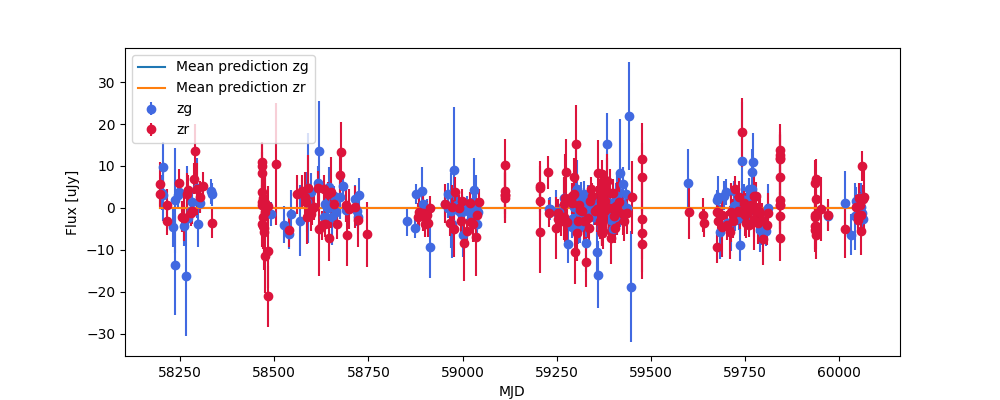 Mean prediction zg
Mean prediction zr
zg
zr
Flux [uJy]
30
20
10
0
−10
−20
−30
58250
58500
58750
59000
59250
59500
59750
60000
MJD